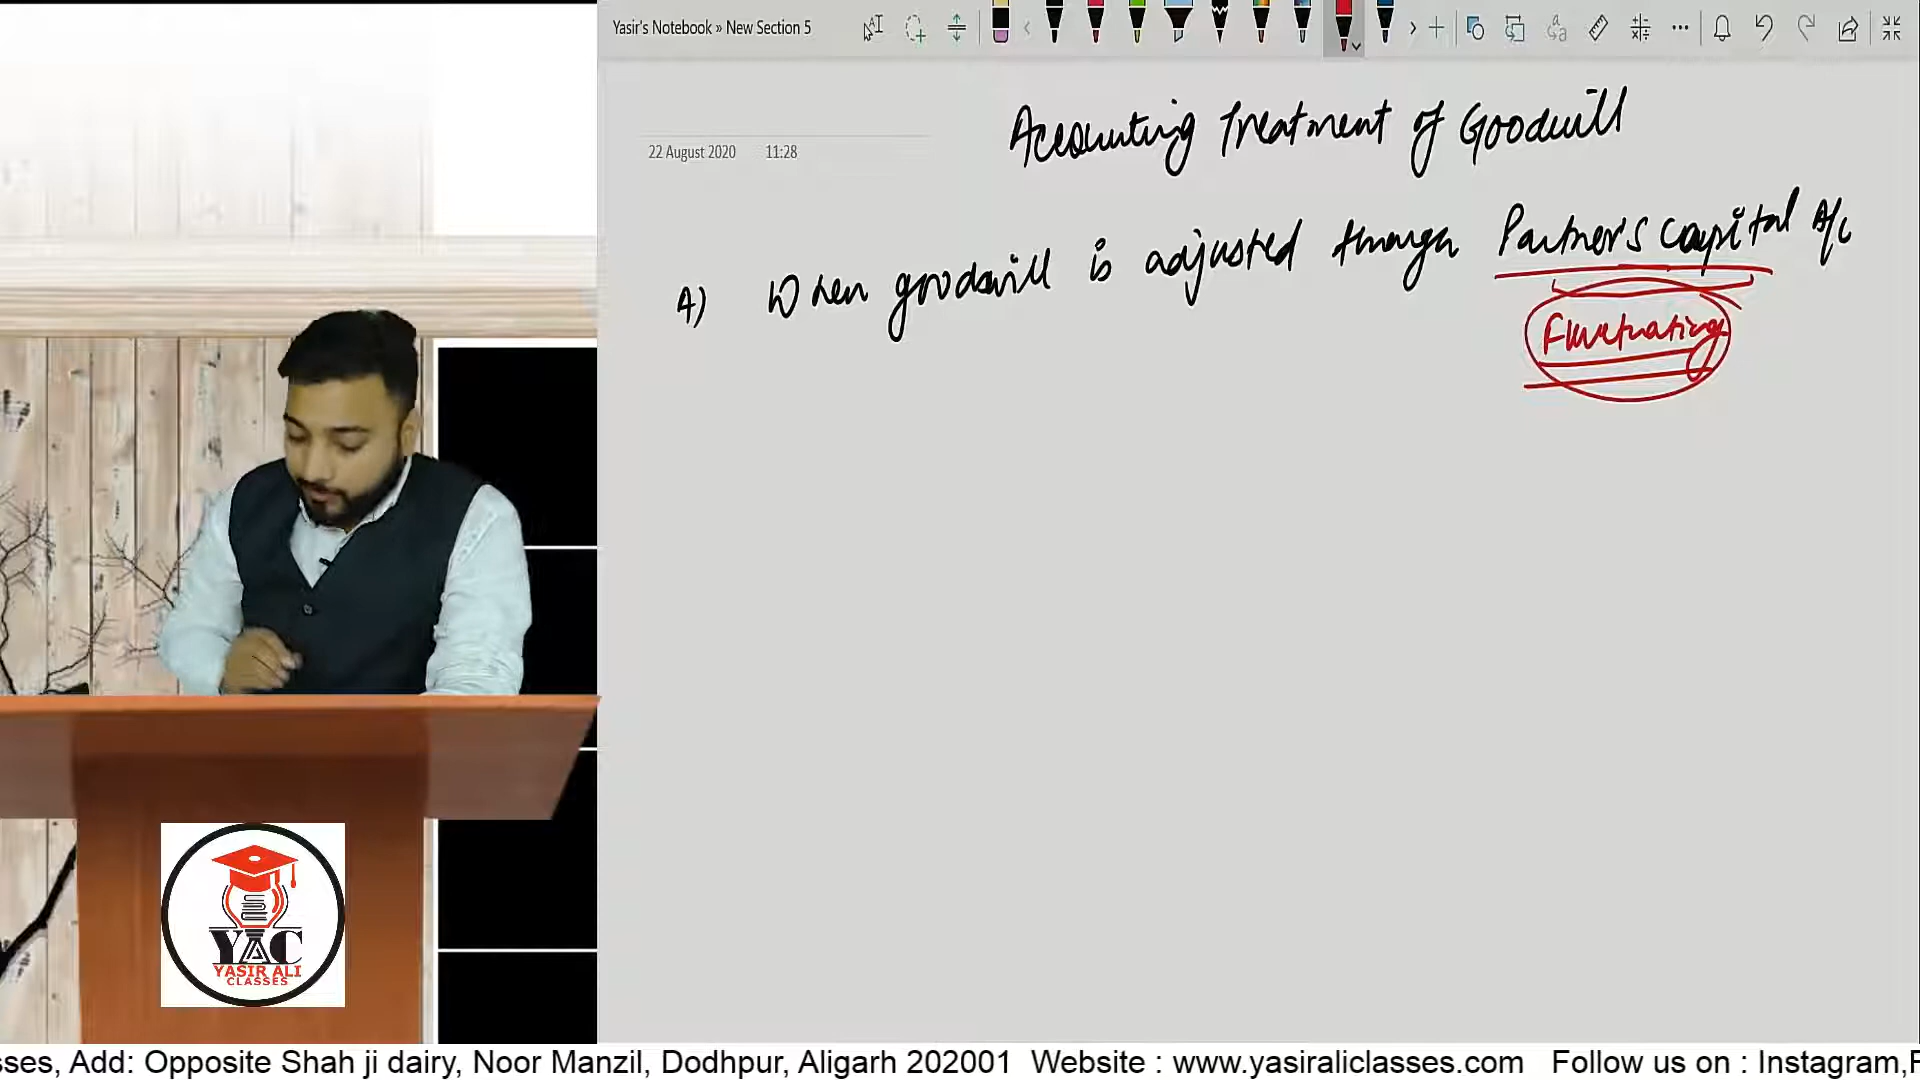 Yasir's Notebook » New Section 5
Accounting Treatment of Goodwill
22 August 2020 11:28
A) When goodwill is adjusted through Partner's Capital A/c
Fluctuating
YAC
YASIR ALI
CLASSES
sses, Add: Opposite Shah ji dairy, Noor Manzil, Dodhpur, Aligarh 202001 Website : www.yasiraliclasses.com Follow us on : Instagram,F